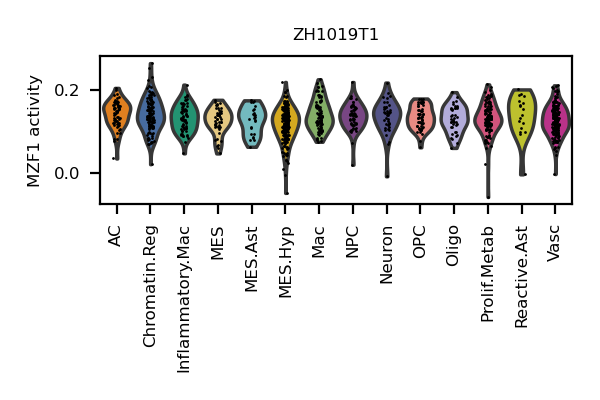 ZH1019T1
MZF1 activity
0.2
0.0
AC
Chromatin.Reg
Inflammatory.Mac
MES
MES.Ast
MES.Hyp
Mac
NPC
Neuron
OPC
Oligo
Prolif.Metab
Reactive.Ast
Vasc